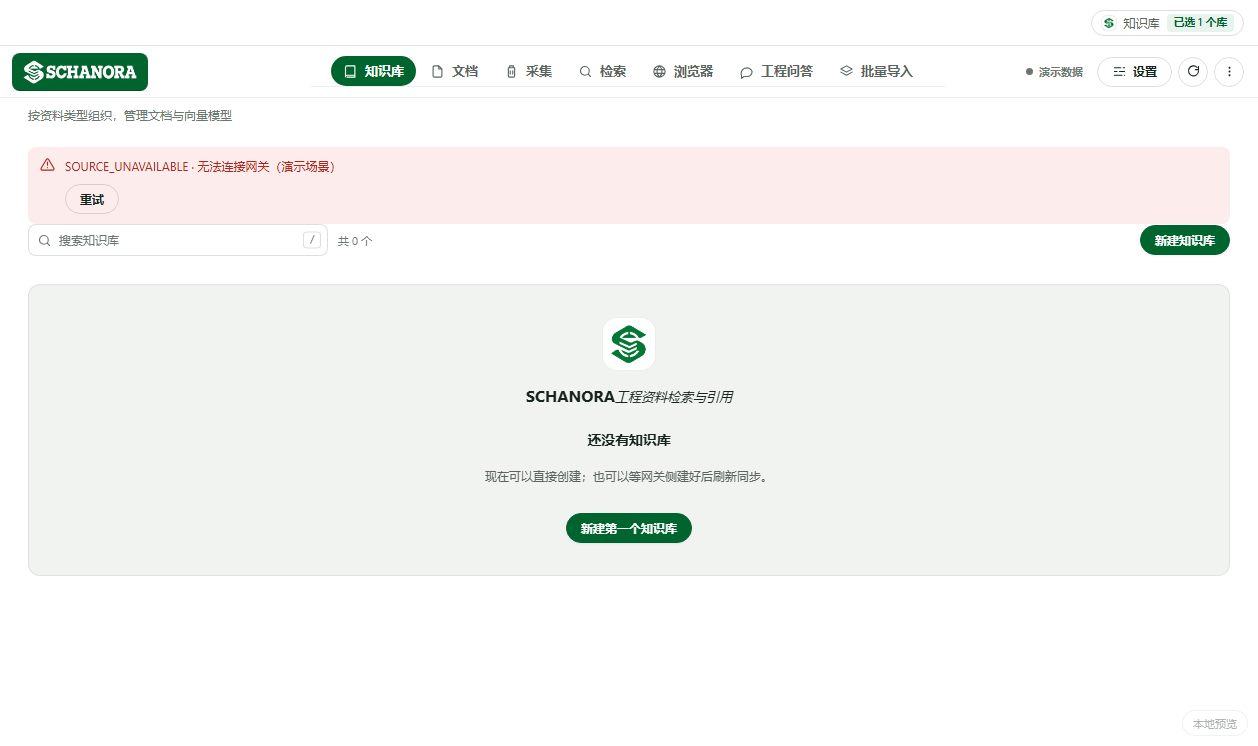 知识库 已选 1 个库
SCHANORA
知识库 文档 采集 检索 浏览器 工程问答 批量导入
演示数据 设置
按资料类型组织，管理文档与向量模型
SOURCE_UNAVAILABLE · 无法连接网关（演示场景）
重试
搜索知识库 / 共 0 个 新建知识库
SCHANORA工程资料检索与引用
还没有知识库
现在可以直接创建；也可以等网关侧建好后刷新同步。
新建第一个知识库
本地预览